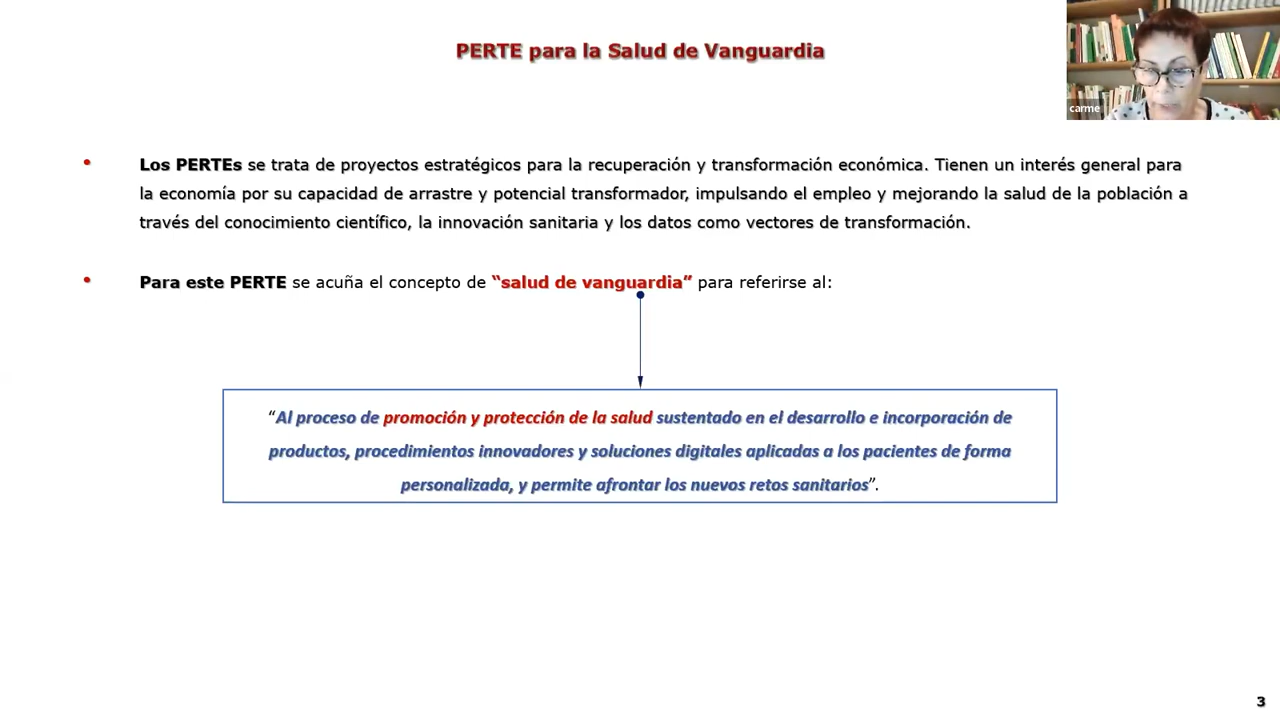 PERTE para la Salud de Vanguardia
carme
• Los PERTEs se trata de proyectos estratégicos para la recuperación y transformación económica. Tienen un interés general para
la economía por su capacidad de arrastre y potencial transformador, impulsando el empleo y mejorando la salud de la población a
través del conocimiento científico, la innovación sanitaria y los datos como vectores de transformación.
• Para este PERTE se acuña el concepto de “salud de vanguardia” para referirse al:
“Al proceso de promoción y protección de la salud sustentado en el desarrollo e incorporación de
productos, procedimientos innovadores y soluciones digitales aplicadas a los pacientes de forma
personalizada, y permite afrontar los nuevos retos sanitarios”.
3